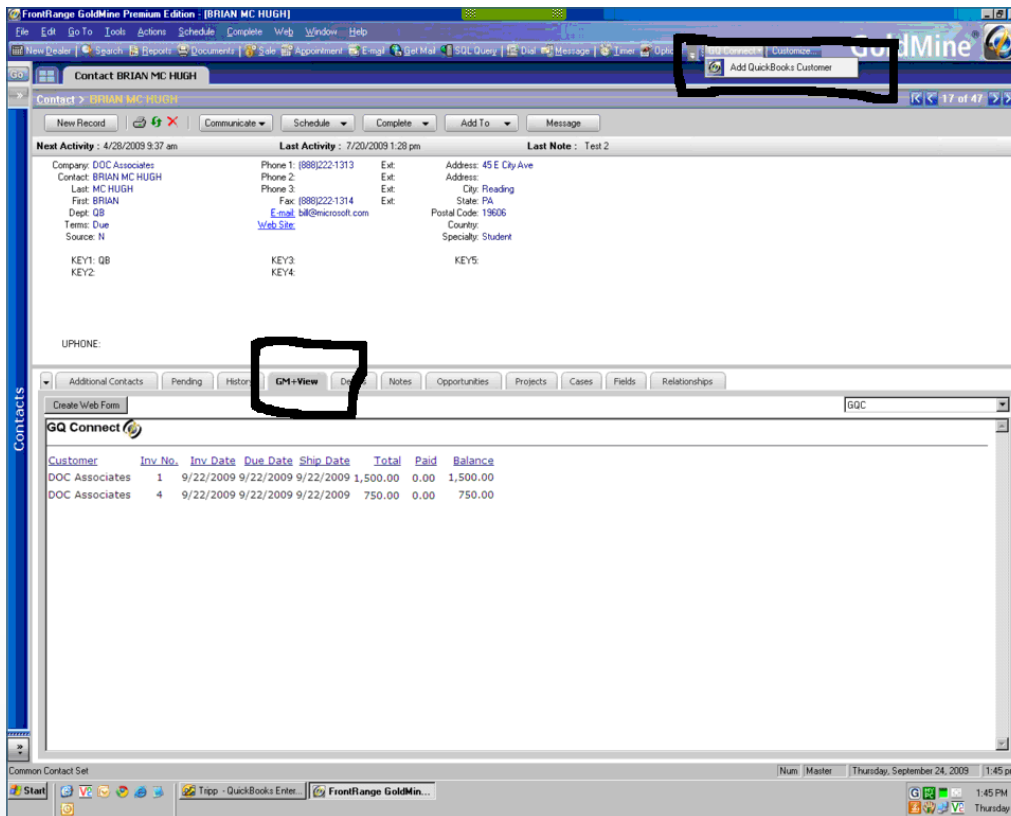 FrontRange GoldMine Premium Edition - [BRIAN MC HUGH]
File Edit Go To Tools Actions Schedule Complete Web Window Help
New Dealer Search Reports Documents Sale Appointment E-mail Get Mail SQL Query Dial Message Timer GQ Connect Customize...
GoldMine®
Add QuickBooks Customer
Go Contact BRIAN MC HUGH
Contact > BRIAN MC HUGH 17 of 47
New Record Communicate Schedule Complete Add To Message
Next Activity : 4/28/2009 9:37 am Last Activity : 7/20/2009 1:28 pm Last Note : Test 2
Company: DOC Associates Phone 1: (888)222-1313 Ext: Address: 45 E City Ave
Contact: BRIAN MC HUGH Phone 2: Ext: Address:
Last: MC HUGH Phone 3: Ext: City: Reading
First: BRIAN Fax: (888)222-1314 Ext: State: PA
Dept: QB E-mail: bill@microsoft.com Postal Code: 19606
Terms: Due Web Site: Country:
Source: N Specialty: Student
KEY1: QB KEY3: KEY5:
KEY2: KEY4:
UPHONE:
Contacts
Additional Contacts Pending History GM+View Notes Opportunities Projects Cases Fields Relationships
Create Web Form GQC
GQ Connect
Customer Inv No. Inv Date Due Date Ship Date Total Paid Balance
DOC Associates 1 9/22/2009 9/22/2009 9/22/2009 1,500.00 0.00 1,500.00
DOC Associates 4 9/22/2009 9/22/2009 9/22/2009 750.00 0.00 750.00
Common Contact Set Num Master Thursday, September 24, 2009 1:45 p
Start Tripp - QuickBooks Enter... FrontRange GoldMin... 1:45 PM
Thursday